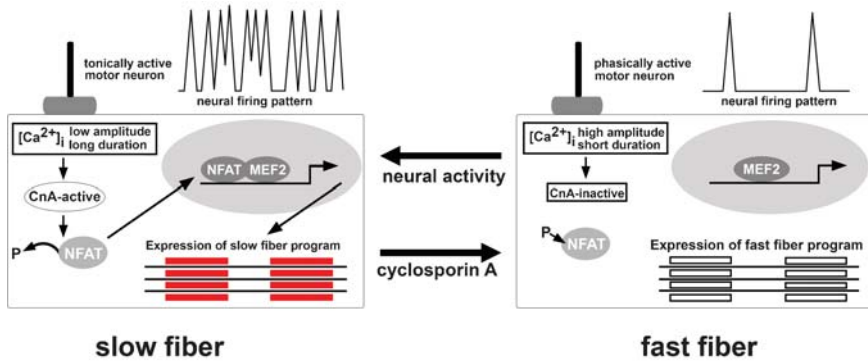 tonically active
motor neuron
neural firing pattern
[Ca2+]i low amplitude
long duration
CnA-active
P
NFAT
NFAT MEF2
Expression of slow fiber program
slow fiber
neural activity
cyclosporin A
phasically active
motor neuron
neural firing pattern
[Ca2+]i high amplitude
short duration
CnA-inactive
P
NFAT
MEF2
Expression of fast fiber program
fast fiber